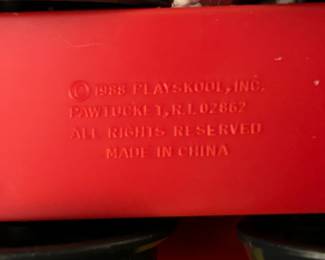 © 1988 PLAYSKOOL, INC.
PAWTUCKET, R.I. 02862
ALL RIGHTS RESERVED
MADE IN CHINA